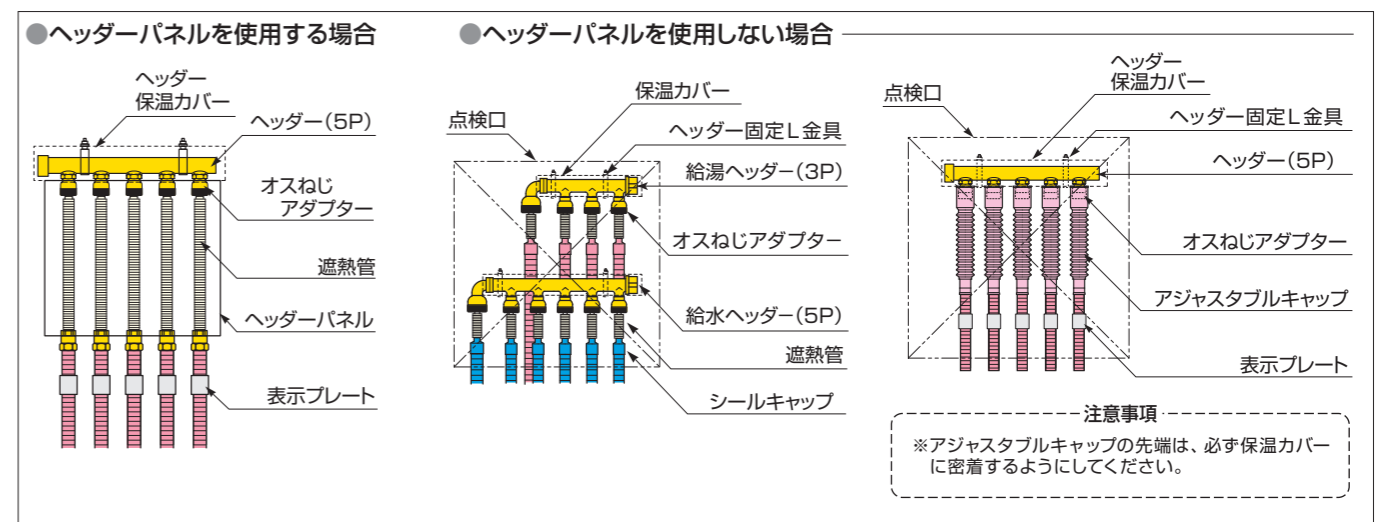 ●ヘッダーパネルを使用する場合
ヘッダー
保温カバー
ヘッダー(5P)
オスねじ
アダプター
遮熱管
ヘッダーパネル
表示プレート
●ヘッダーパネルを使用しない場合
点検口
保温カバー
ヘッダー固定L金具
給湯ヘッダー(3P)
オスねじアダプター
給水ヘッダー(5P)
遮熱管
シールキャップ
点検口
ヘッダー
保温カバー
ヘッダー固定L金具
ヘッダー(5P)
オスねじアダプター
アジャスタブルキャップ
表示プレート
注意事項
※アジャスタブルキャップの先端は、必ず保温カバー
に密着するようにしてください。